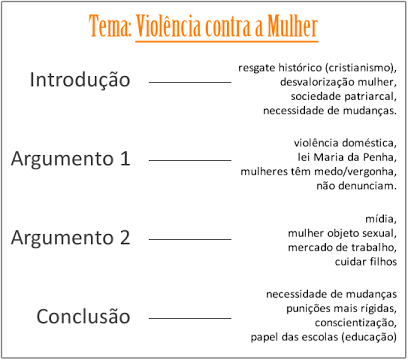 Tema: Violência contra a Mulher
Introdução
resgate histórico (cristianismo),
desvalorização mulher,
sociedade patriarcal,
necessidade de mudanças.
Argumento 1
violência doméstica,
lei Maria da Penha,
mulheres têm medo/vergonha,
não denunciam.
Argumento 2
mídia,
mulher objeto sexual,
mercado de trabalho,
cuidar filhos
Conclusão
necessidade de mudanças
punições mais rígidas,
conscientização,
papel das escolas (educação)